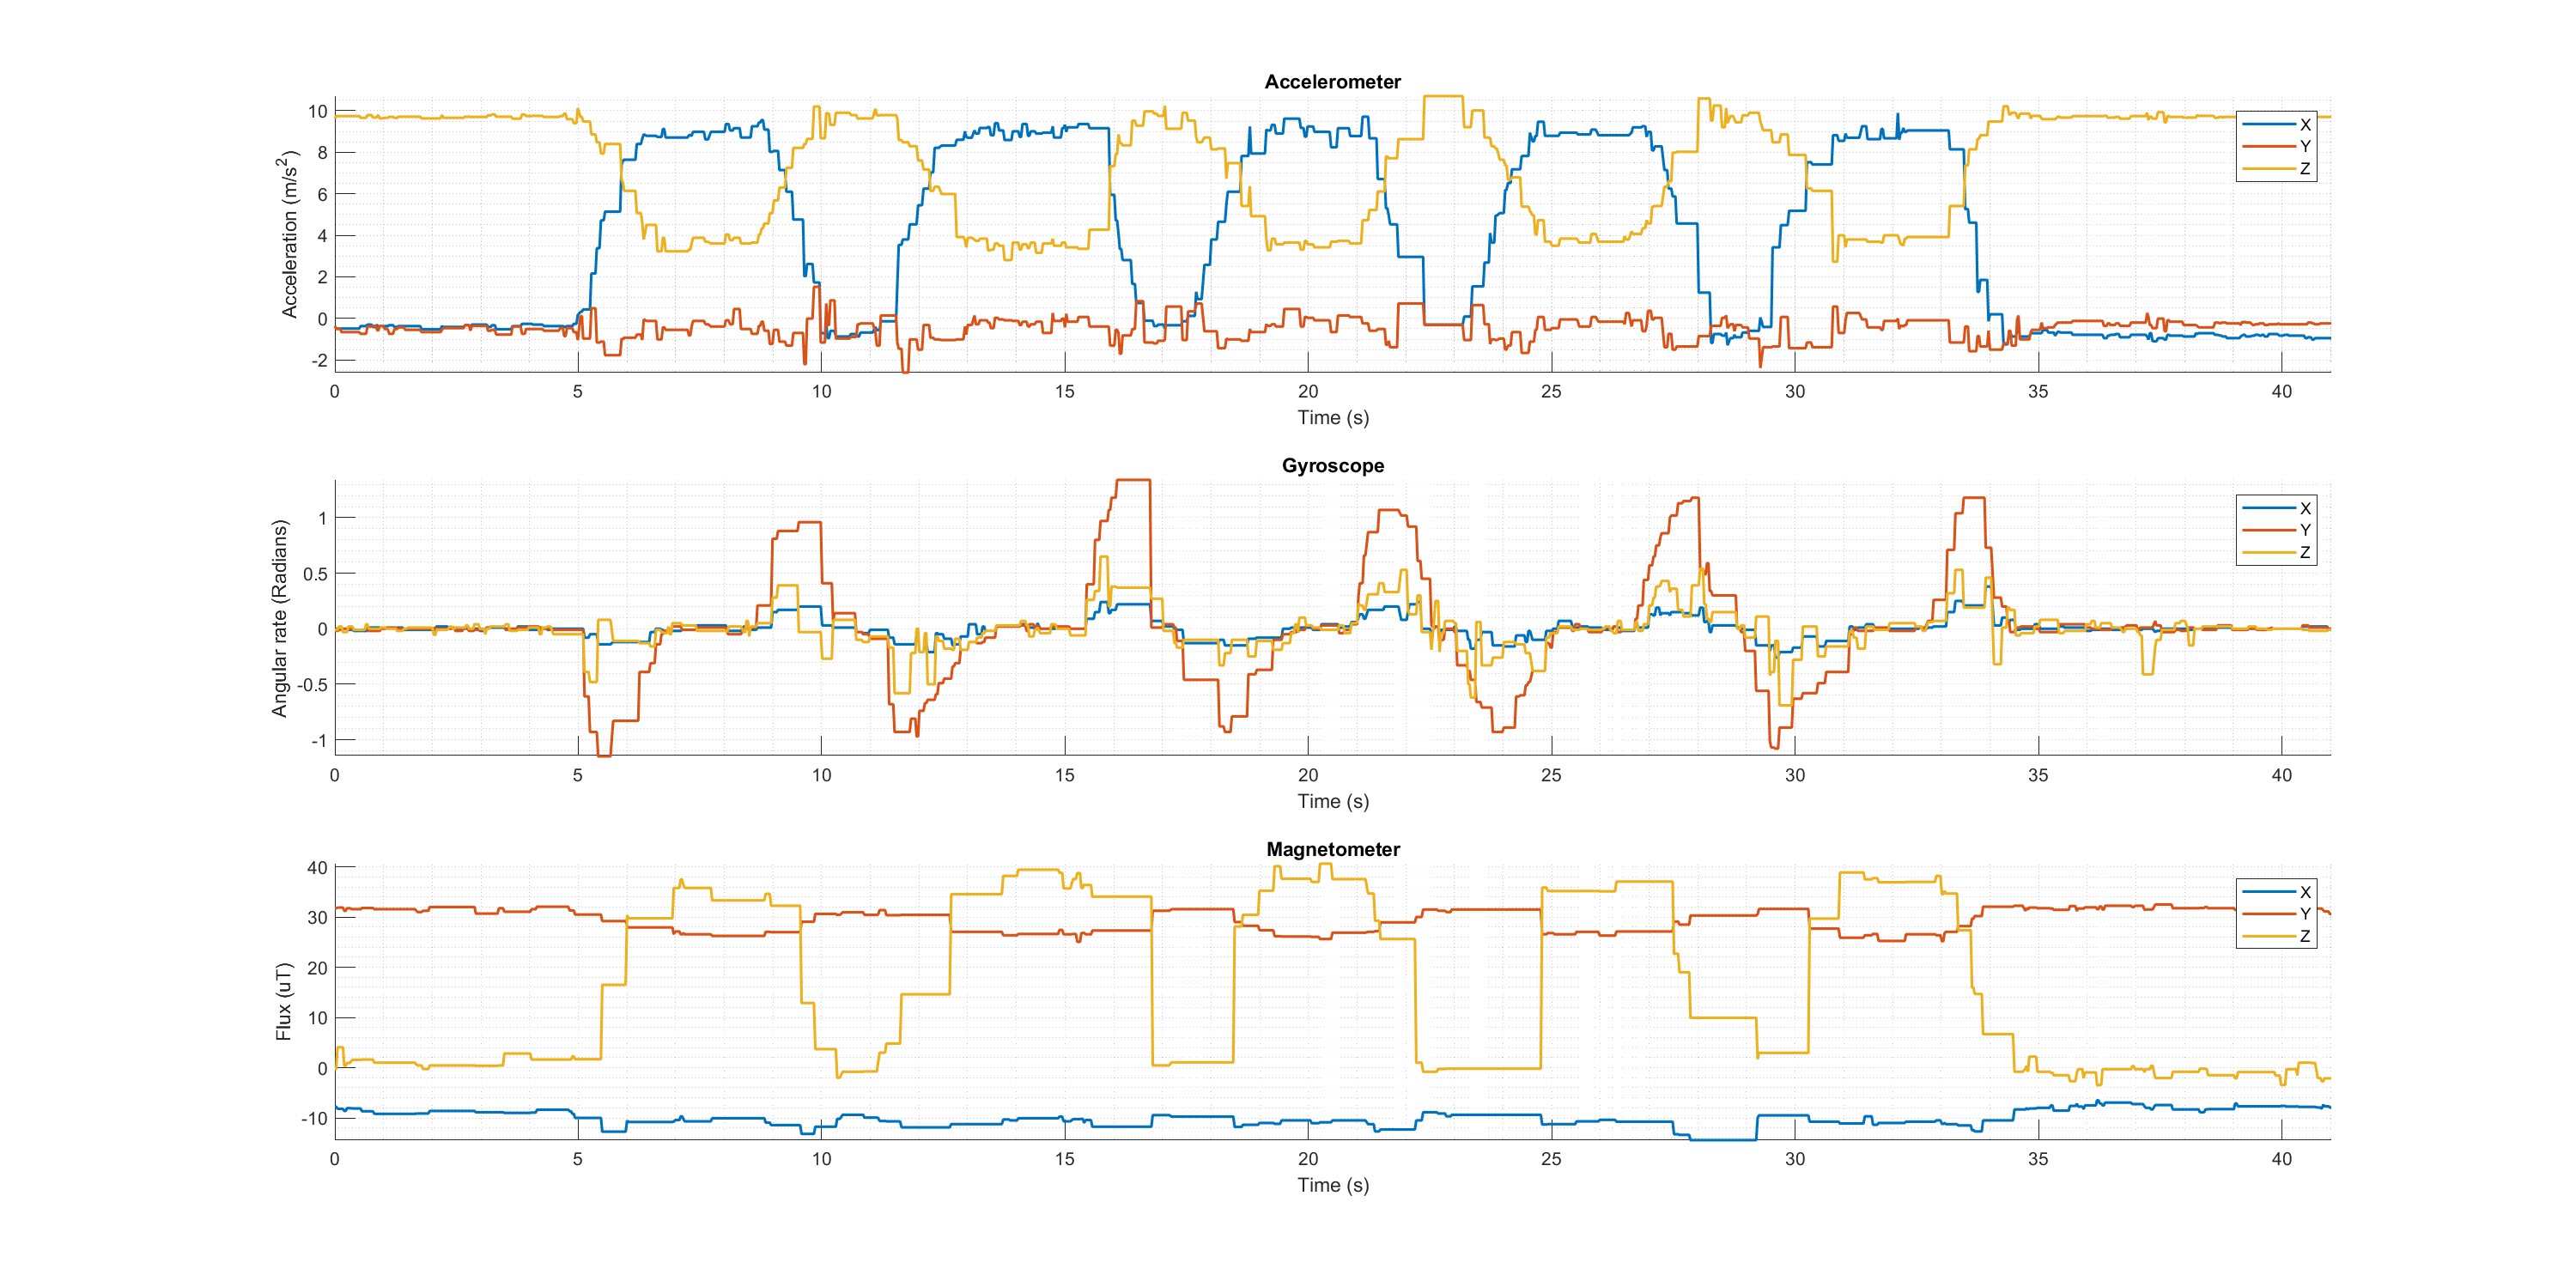 Accelerometer
Acceleration (m/s²)
10
8
6
4
2
0
-2
X
Y
Z
0 5 10 15 20 25 30 35 40
Time (s)
Gyroscope
Angular rate (Radians)
1
0.5
0
-0.5
-1
X
Y
Z
0 5 10 15 20 25 30 35 40
Time (s)
Magnetometer
Flux (uT)
40
30
20
10
0
-10
X
Y
Z
0 5 10 15 20 25 30 35 40
Time (s)